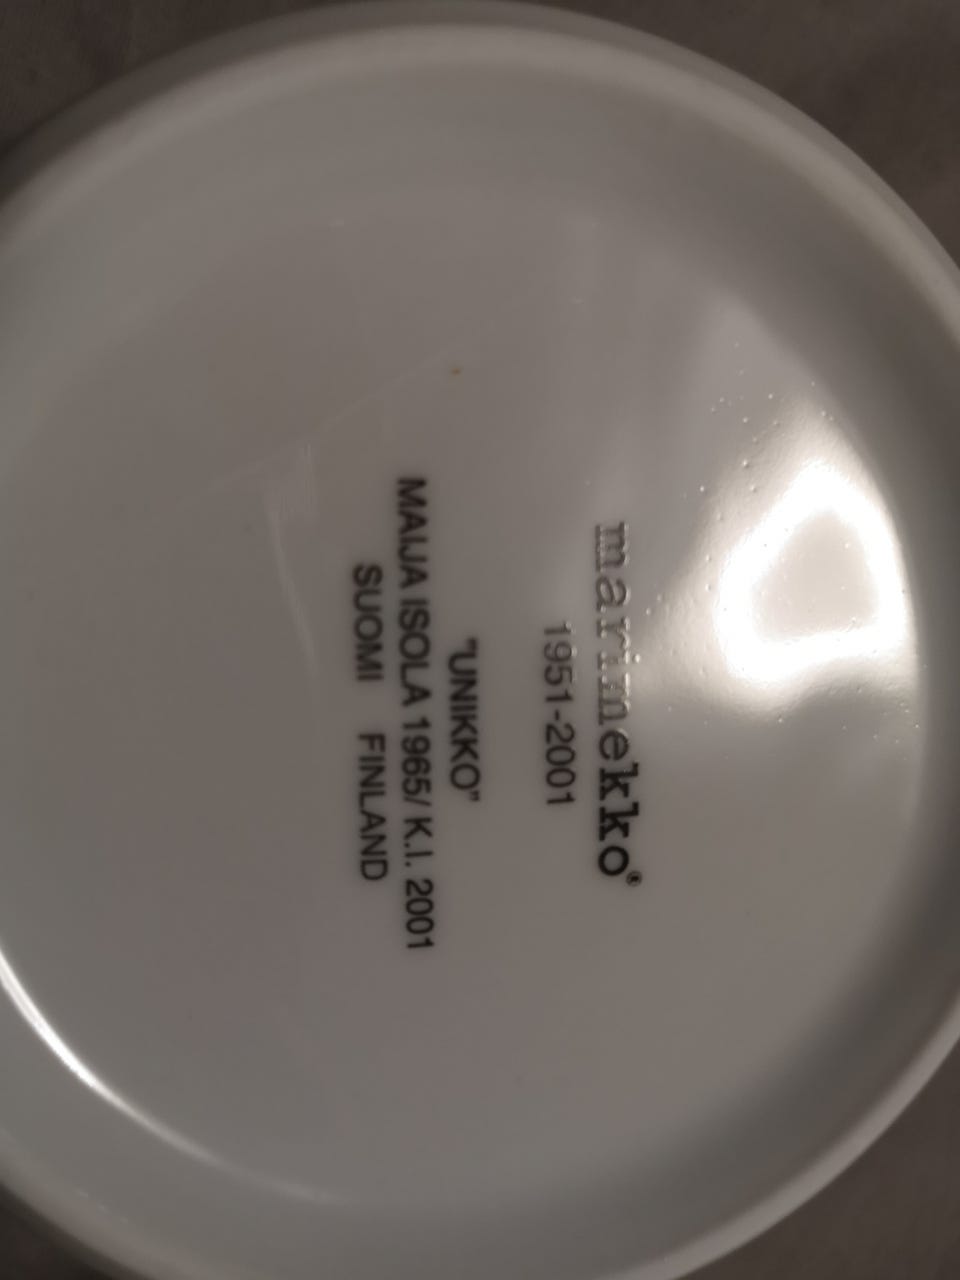 marimekko®
1951-2001
"UNIKKO"
MAIJA ISOLA 1965/ K.I. 2001
SUOMI FINLAND